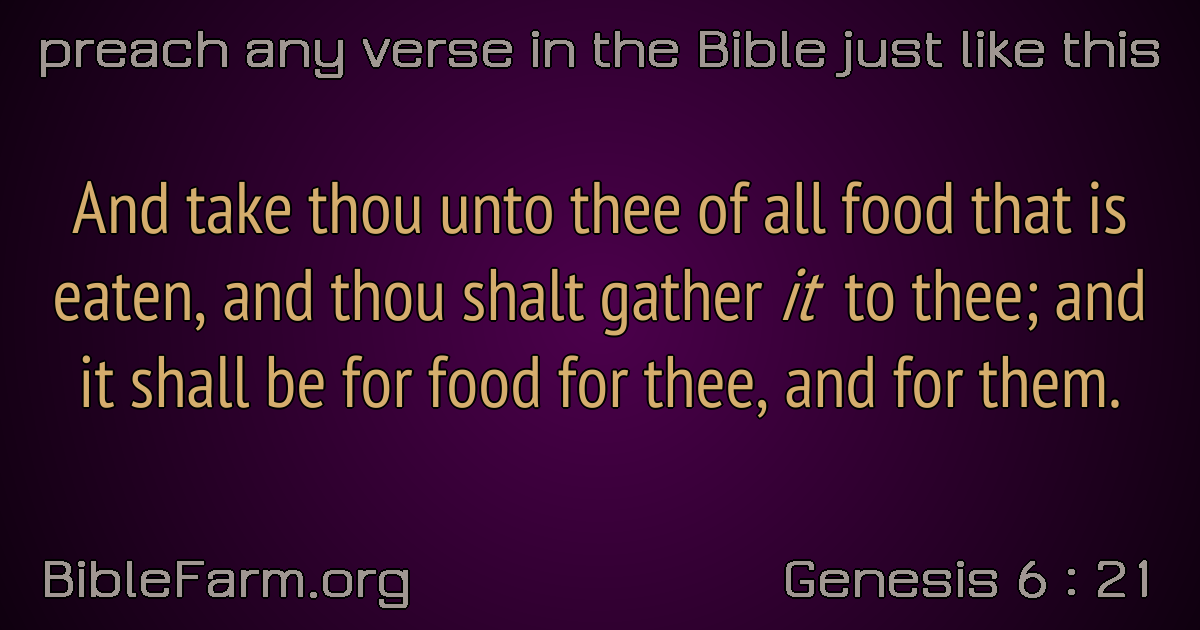 preach any verse in the Bible just like this
And take thou unto thee of all food that is
eaten, and thou shalt gather it to thee; and
it shall be for food for thee, and for them.
BibleFarm.org
Genesis 6 : 21